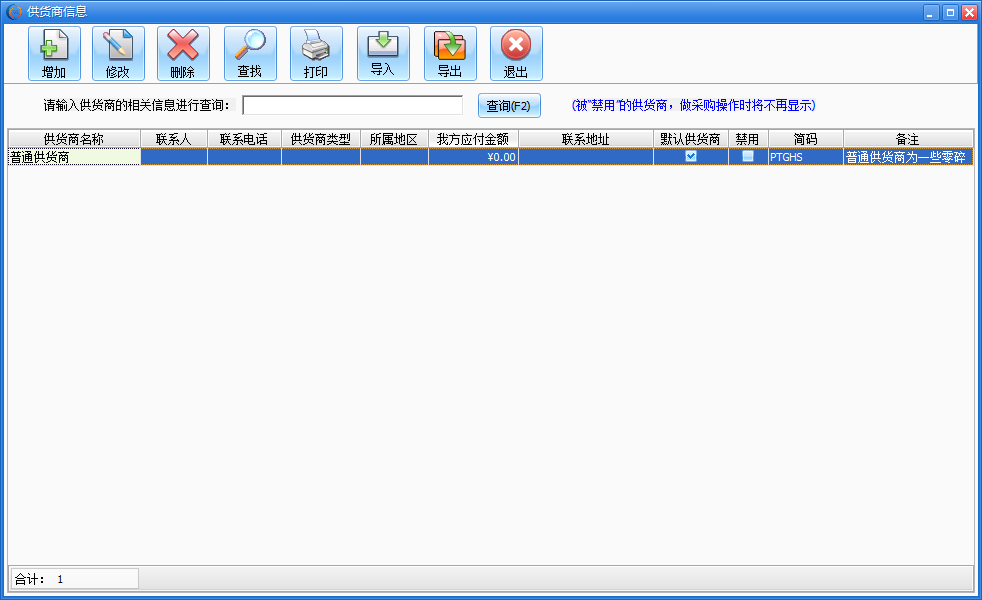 供货商信息
增加 修改 删除 查找 打印 导入 导出 退出
请输入供货商的相关信息进行查询： 查询(F2) (被"禁用"的供货商，做采购操作时将不再显示)
供货商名称 联系人 联系电话 供货商类型 所属地区 我方应付金额 联系地址 默认供货商 禁用 简码 备注
普通供货商 ¥0.00 PTGHS 普通供货商为一些零碎
合计： 1